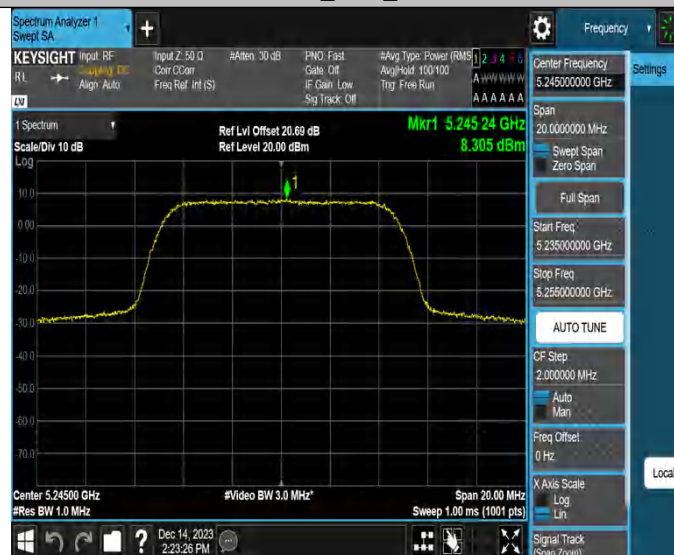 Spectrum Analyzer 1
Swept SA
Frequency
KEYSIGHT
Input: RF
Coupling: DC
Align: Auto
Input Z: 50 Ω
Corr CCorr
Freq Ref: Int (S)
#Atten: 30 dB
PNO: Fast
Gate: Off
IF Gain: Low
Sig Track: Off
#Avg Type: Power (RMS
Avg|Hold: 100/100
Trig: Free Run
1 2 3 4 5 6
A W W W W W
A A A A A A
1 Spectrum
Scale/Div 10 dB
Ref Lvl Offset 20.69 dB
Ref Level 20.00 dBm
Mkr1 5.245 24 GHz
8.305 dBm
Log
1
10.0
0.00
-10.0
-20.0
-30.0
-40.0
-50.0
-60.0
-70.0
Center 5.24500 GHz
#Res BW 1.0 MHz
#Video BW 3.0 MHz*
Span 20.00 MHz
Sweep 1.00 ms (1001 pts)
Dec 14, 2023
2:23:26 PM
Center Frequency
5.245000000 GHz
Settings
Span
20.0000000 MHz
Swept Span
Zero Span
Full Span
Start Freq
5.235000000 GHz
Stop Freq
5.255000000 GHz
AUTO TUNE
CF Step
2.000000 MHz
Auto
Man
Freq Offset
0 Hz
X Axis Scale
Log
Lin
Local
Signal Track
(Span Zoom)